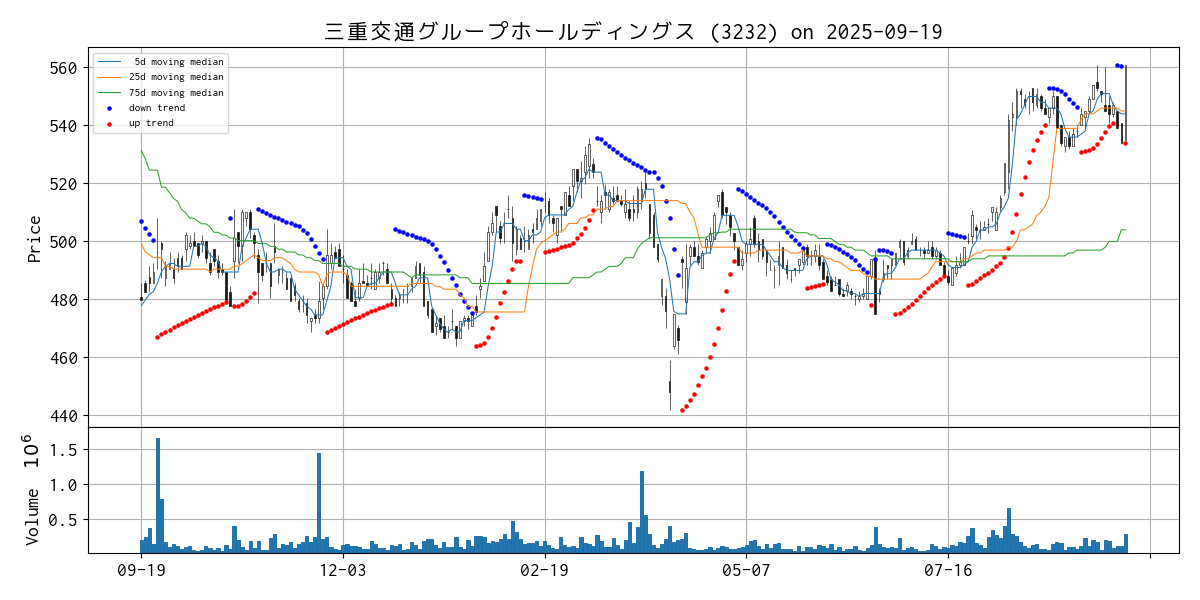 三重交通グループホールディングス (3232) on 2025-09-19
560
540
520
500
480
460
440
Price
5d moving median
25d moving median
75d moving median
down trend
up trend
1.5
1.0
0.5
Volume 10^6
09-19
12-03
02-19
05-07
07-16